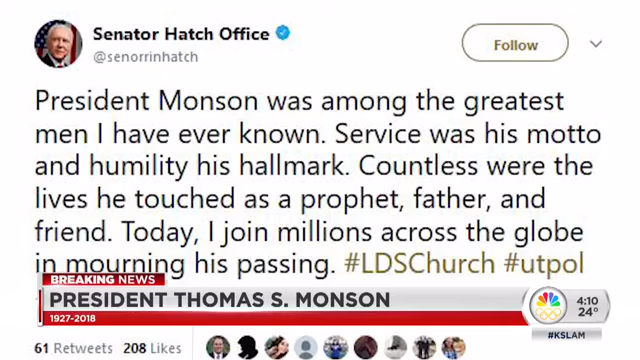 Senator Hatch Office
@senorrinhatch
Follow
President Monson was among the greatest
men I have ever known. Service was his motto
and humility his hallmark. Countless were the
lives he touched as a prophet, father, and
friend. Today, I join millions across the globe
in mourning his passing. #LDSChurch #utpol
BREAKING NEWS
PRESIDENT THOMAS S. MONSON
1927-2018
4:10
24°
#KSLAM
61 Retweets 208 Likes